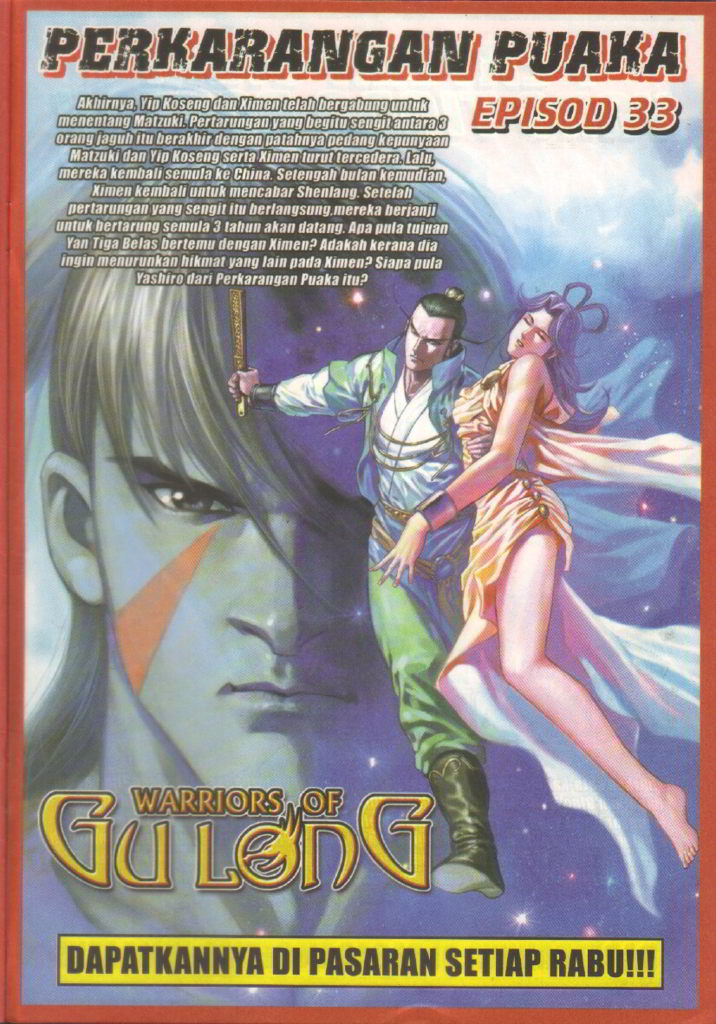 PERKARANGAN PUAKA
EPISOD 33
Akhirnya, Yip Koseng dan Ximen telah bergabung untuk
menentang Matzuki. Pertarungan yang begitu sengit antara 3
orang jaguh itu berakhir dengan patahnya pedang kepunyaan
Matzuki dan Yip Koseng serta Ximen turut tercedera. Lalu,
mereka kembali semula ke China. Setengah bulan kemudian,
Ximen kembali untuk mencabar Shenlang. Setelah
pertarungan yang sengit itu berlangsung,mereka berjanji
untuk bertarung semula 3 tahun akan datang. Apa pula tujuan
Yan Tiga Belas bertemu dengan Ximen? Adakah kerana dia
ingin menurunkan hikmat yang lain pada Ximen? Siapa pula
Yashiro dari Perkarangan Puaka itu?
WARRIORS OF
GU LONG
DAPATKANNYA DI PASARAN SETIAP RABU!!!